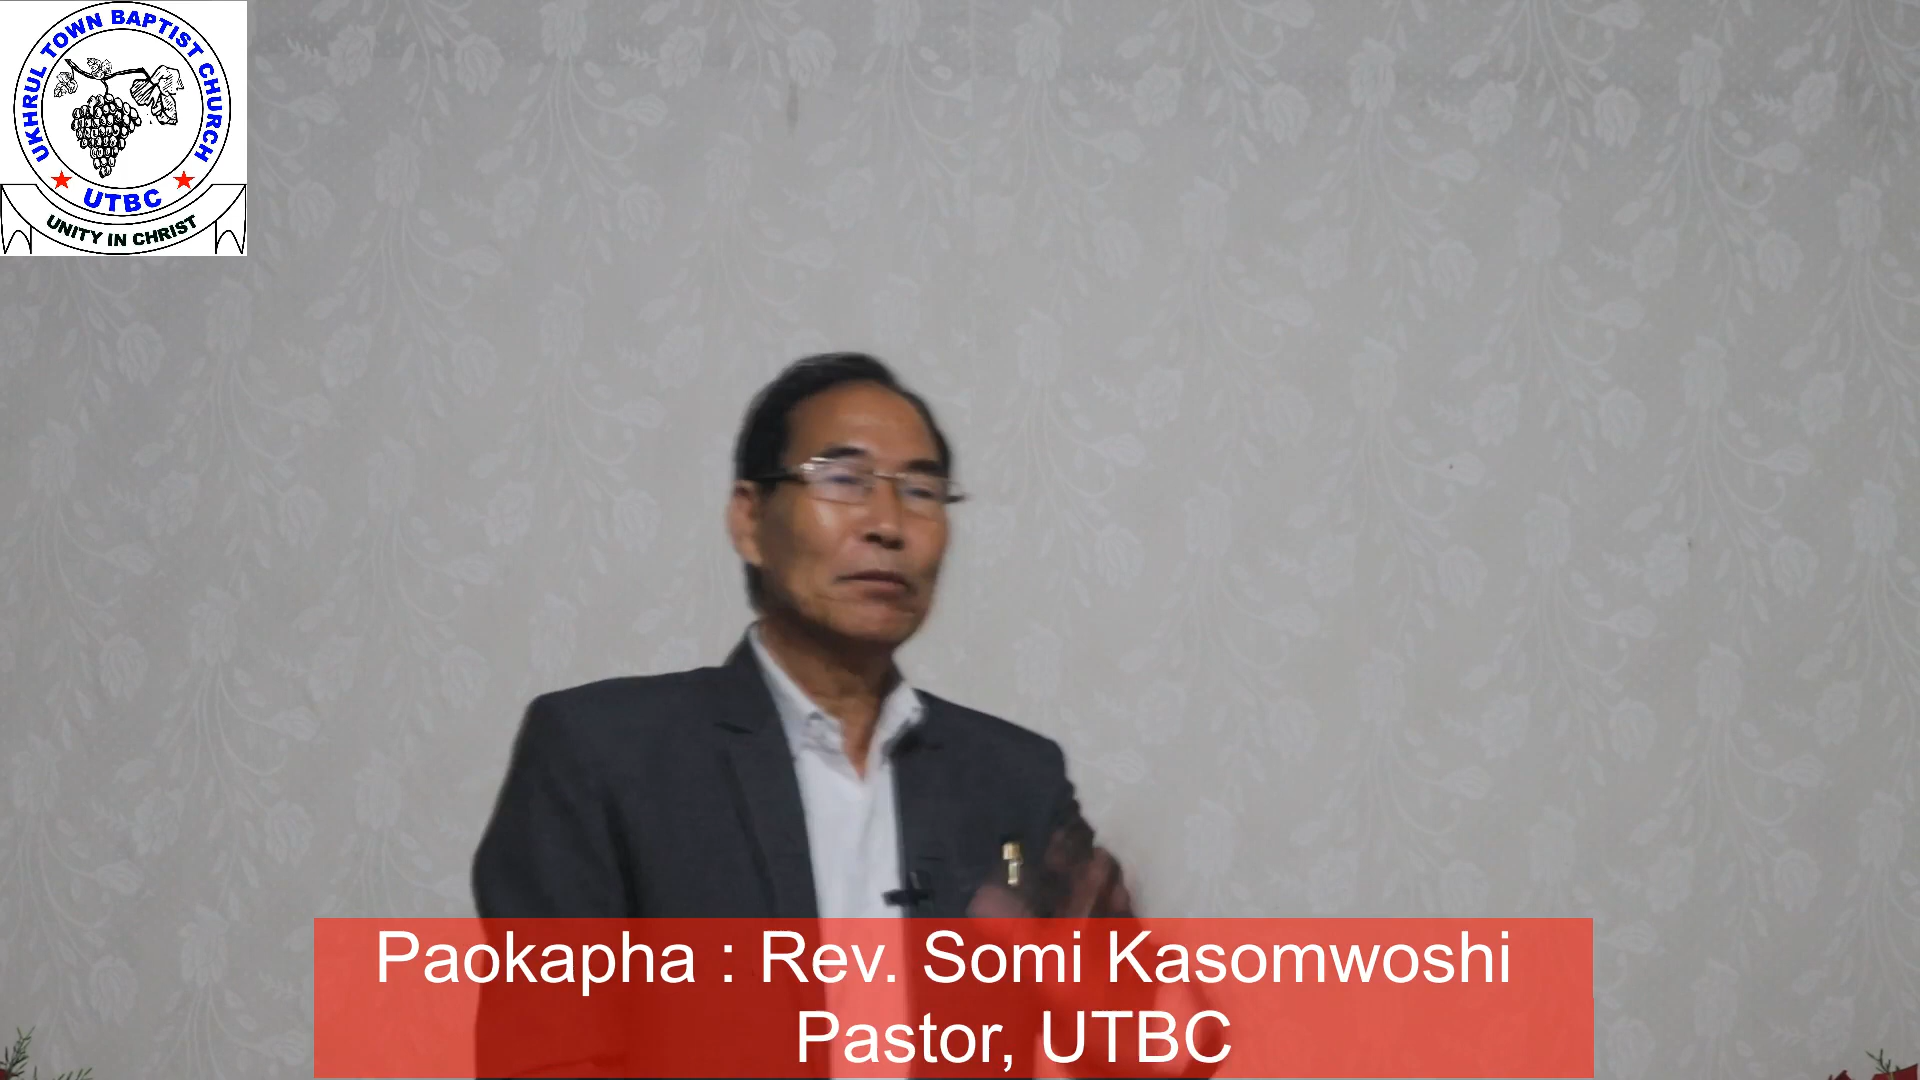 UKHRUL TOWN BAPTIST CHURCH
UTBC
UNITY IN CHRIST
Paokapha : Rev. Somi Kasomwoshi
Pastor, UTBC